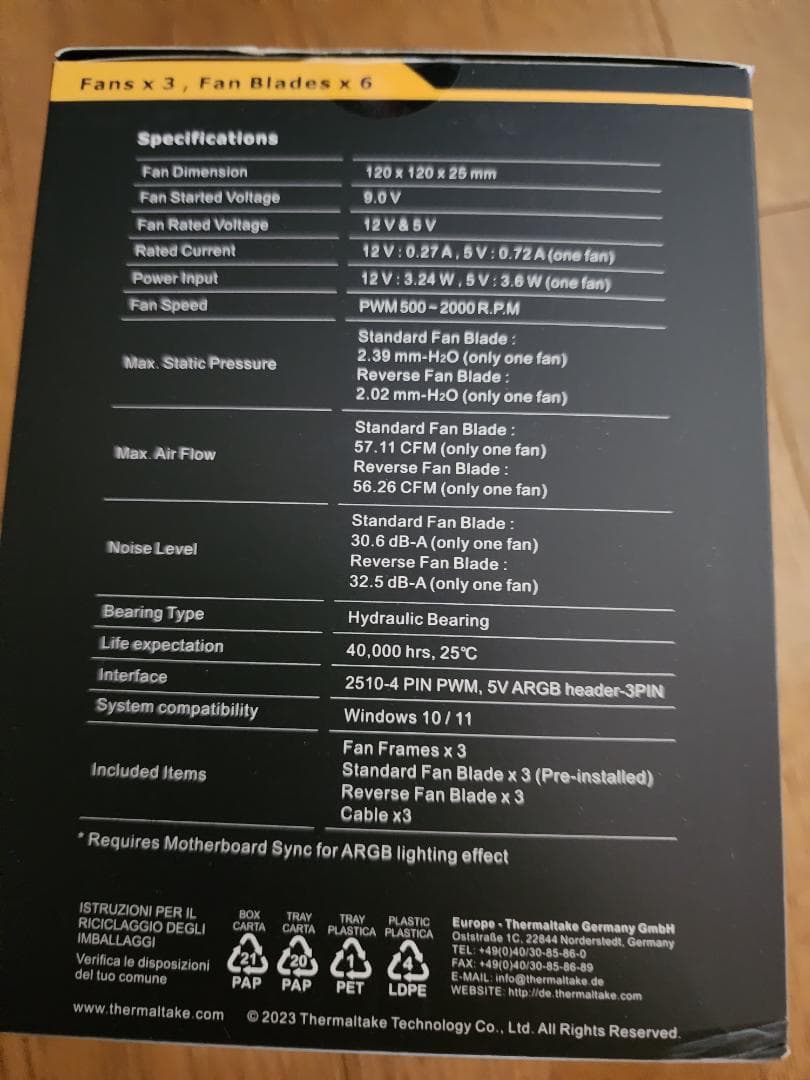 Fans x 3 , Fan Blades x 6
Specifications
Fan Dimension 120 x 120 x 25 mm
Fan Started Voltage 9.0 V
Fan Rated Voltage 12 V & 5 V
Rated Current 12 V : 0.27 A , 5 V : 0.72 A (one fan)
Power Input 12 V : 3.24 W , 5 V : 3.6 W (one fan)
Fan Speed PWM 500 ~ 2000 R.P.M
Max. Static Pressure
Standard Fan Blade :
2.39 mm-H2O (only one fan)
Reverse Fan Blade :
2.02 mm-H2O (only one fan)
Max. Air Flow
Standard Fan Blade :
57.11 CFM (only one fan)
Reverse Fan Blade :
56.26 CFM (only one fan)
Noise Level
Standard Fan Blade :
30.6 dB-A (only one fan)
Reverse Fan Blade :
32.5 dB-A (only one fan)
Bearing Type Hydraulic Bearing
Life expectation 40,000 hrs, 25℃
Interface 2510-4 PIN PWM, 5V ARGB header-3PIN
System compatibility Windows 10 / 11
Included Items
Fan Frames x 3
Standard Fan Blade x 3 (Pre-installed)
Reverse Fan Blade x 3
Cable x3
* Requires Motherboard Sync for ARGB lighting effect
ISTRUZIONI PER IL
RICICLAGGIO DEGLI
IMBALLAGGI
Verifica le disposizioni
del tuo comune
BOX
CARTA
21
PAP
TRAY
CARTA
20
PAP
TRAY
PLASTICA
1
PET
PLASTIC
PLASTICA
4
LDPE
Europe - Thermaltake Germany GmbH
Oststraße 1C, 22844 Norderstedt, Germany
TEL: +49(0)40/30-85-86-0
FAX: +49(0)40/30-85-86-89
E-MAIL: info@thermaltake.de
WEBSITE: http://de.thermaltake.com
www.thermaltake.com © 2023 Thermaltake Technology Co., Ltd. All Rights Reserved.